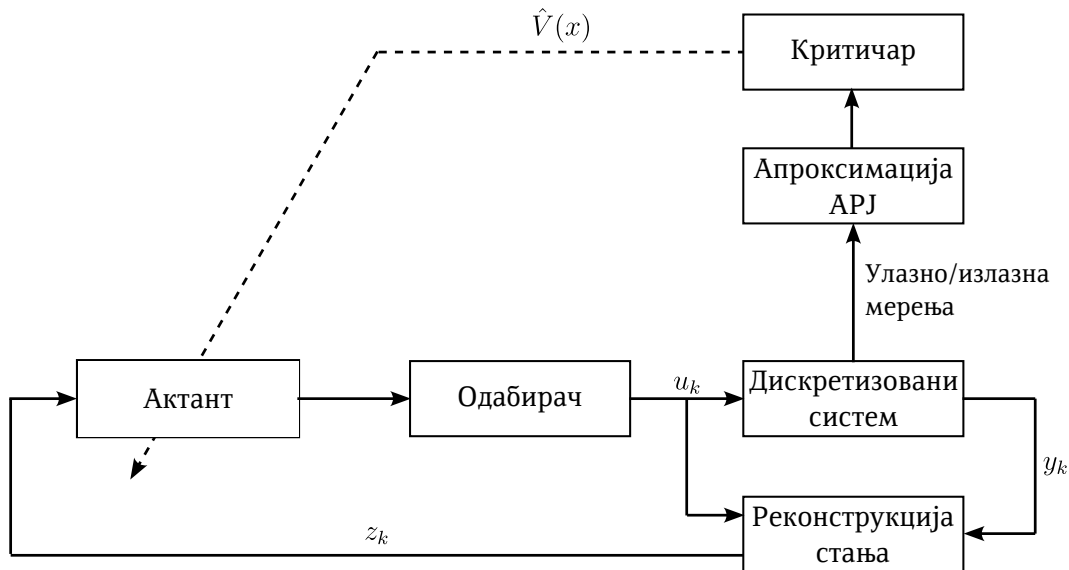 V̂(x)
Критичар
Апроксимација
АРЈ
Улазно/излазна
мерења
Актант
Одабирач
u_k
Дискретизовани
систем
y_k
Реконструкција
стања
z_k